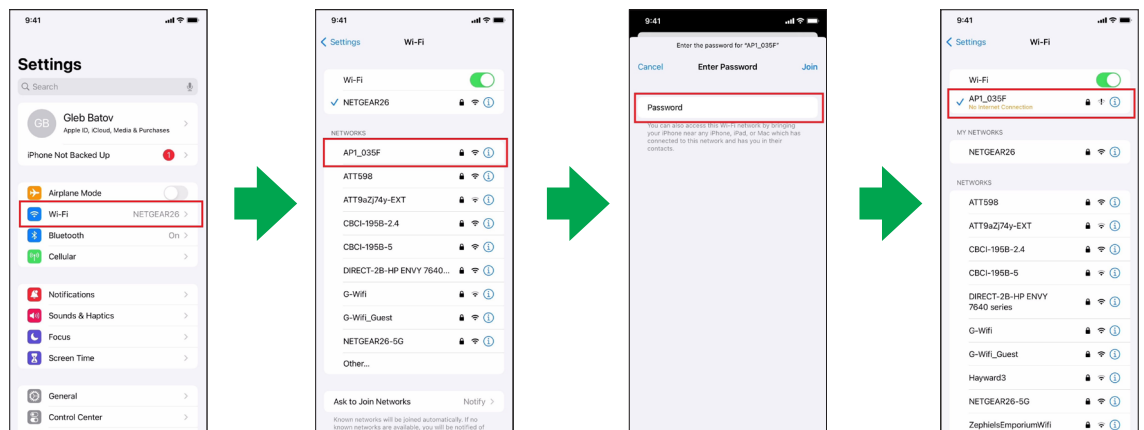 9:41
Settings
Search
GB
Gleb Batov
Apple ID, iCloud, Media & Purchases
iPhone Not Backed Up 1
Airplane Mode
Wi-Fi NETGEAR26
Bluetooth On
Cellular
Notifications
Sounds & Haptics
Focus
Screen Time
General
Control Center
9:41
Settings Wi-Fi
Wi-Fi
NETGEAR26
NETWORKS
AP1_035F
ATT598
ATT9aZj74y-EXT
CBCI-195B-2.4
CBCI-195B-5
DIRECT-2B-HP ENVY 7640...
G-Wifi
G-Wifi_Guest
NETGEAR26-5G
Other...
Ask to Join Networks Notify
Known networks will be joined automatically. If no
known networks are available, you will be notified of
9:41
Enter the password for "AP1_035F"
Cancel Enter Password Join
Password
You can also access this Wi-Fi network by bringing
your iPhone near any iPhone, iPad, or Mac which has
connected to this network and has you in their
contacts.
9:41
Settings Wi-Fi
Wi-Fi
AP1_035F
No Internet Connection
MY NETWORKS
NETGEAR26
NETWORKS
ATT598
ATT9aZj74y-EXT
CBCI-195B-2.4
CBCI-195B-5
DIRECT-2B-HP ENVY
7640 series
G-Wifi
G-Wifi_Guest
Hayward3
NETGEAR26-5G
ZephielsEmporiumWifi